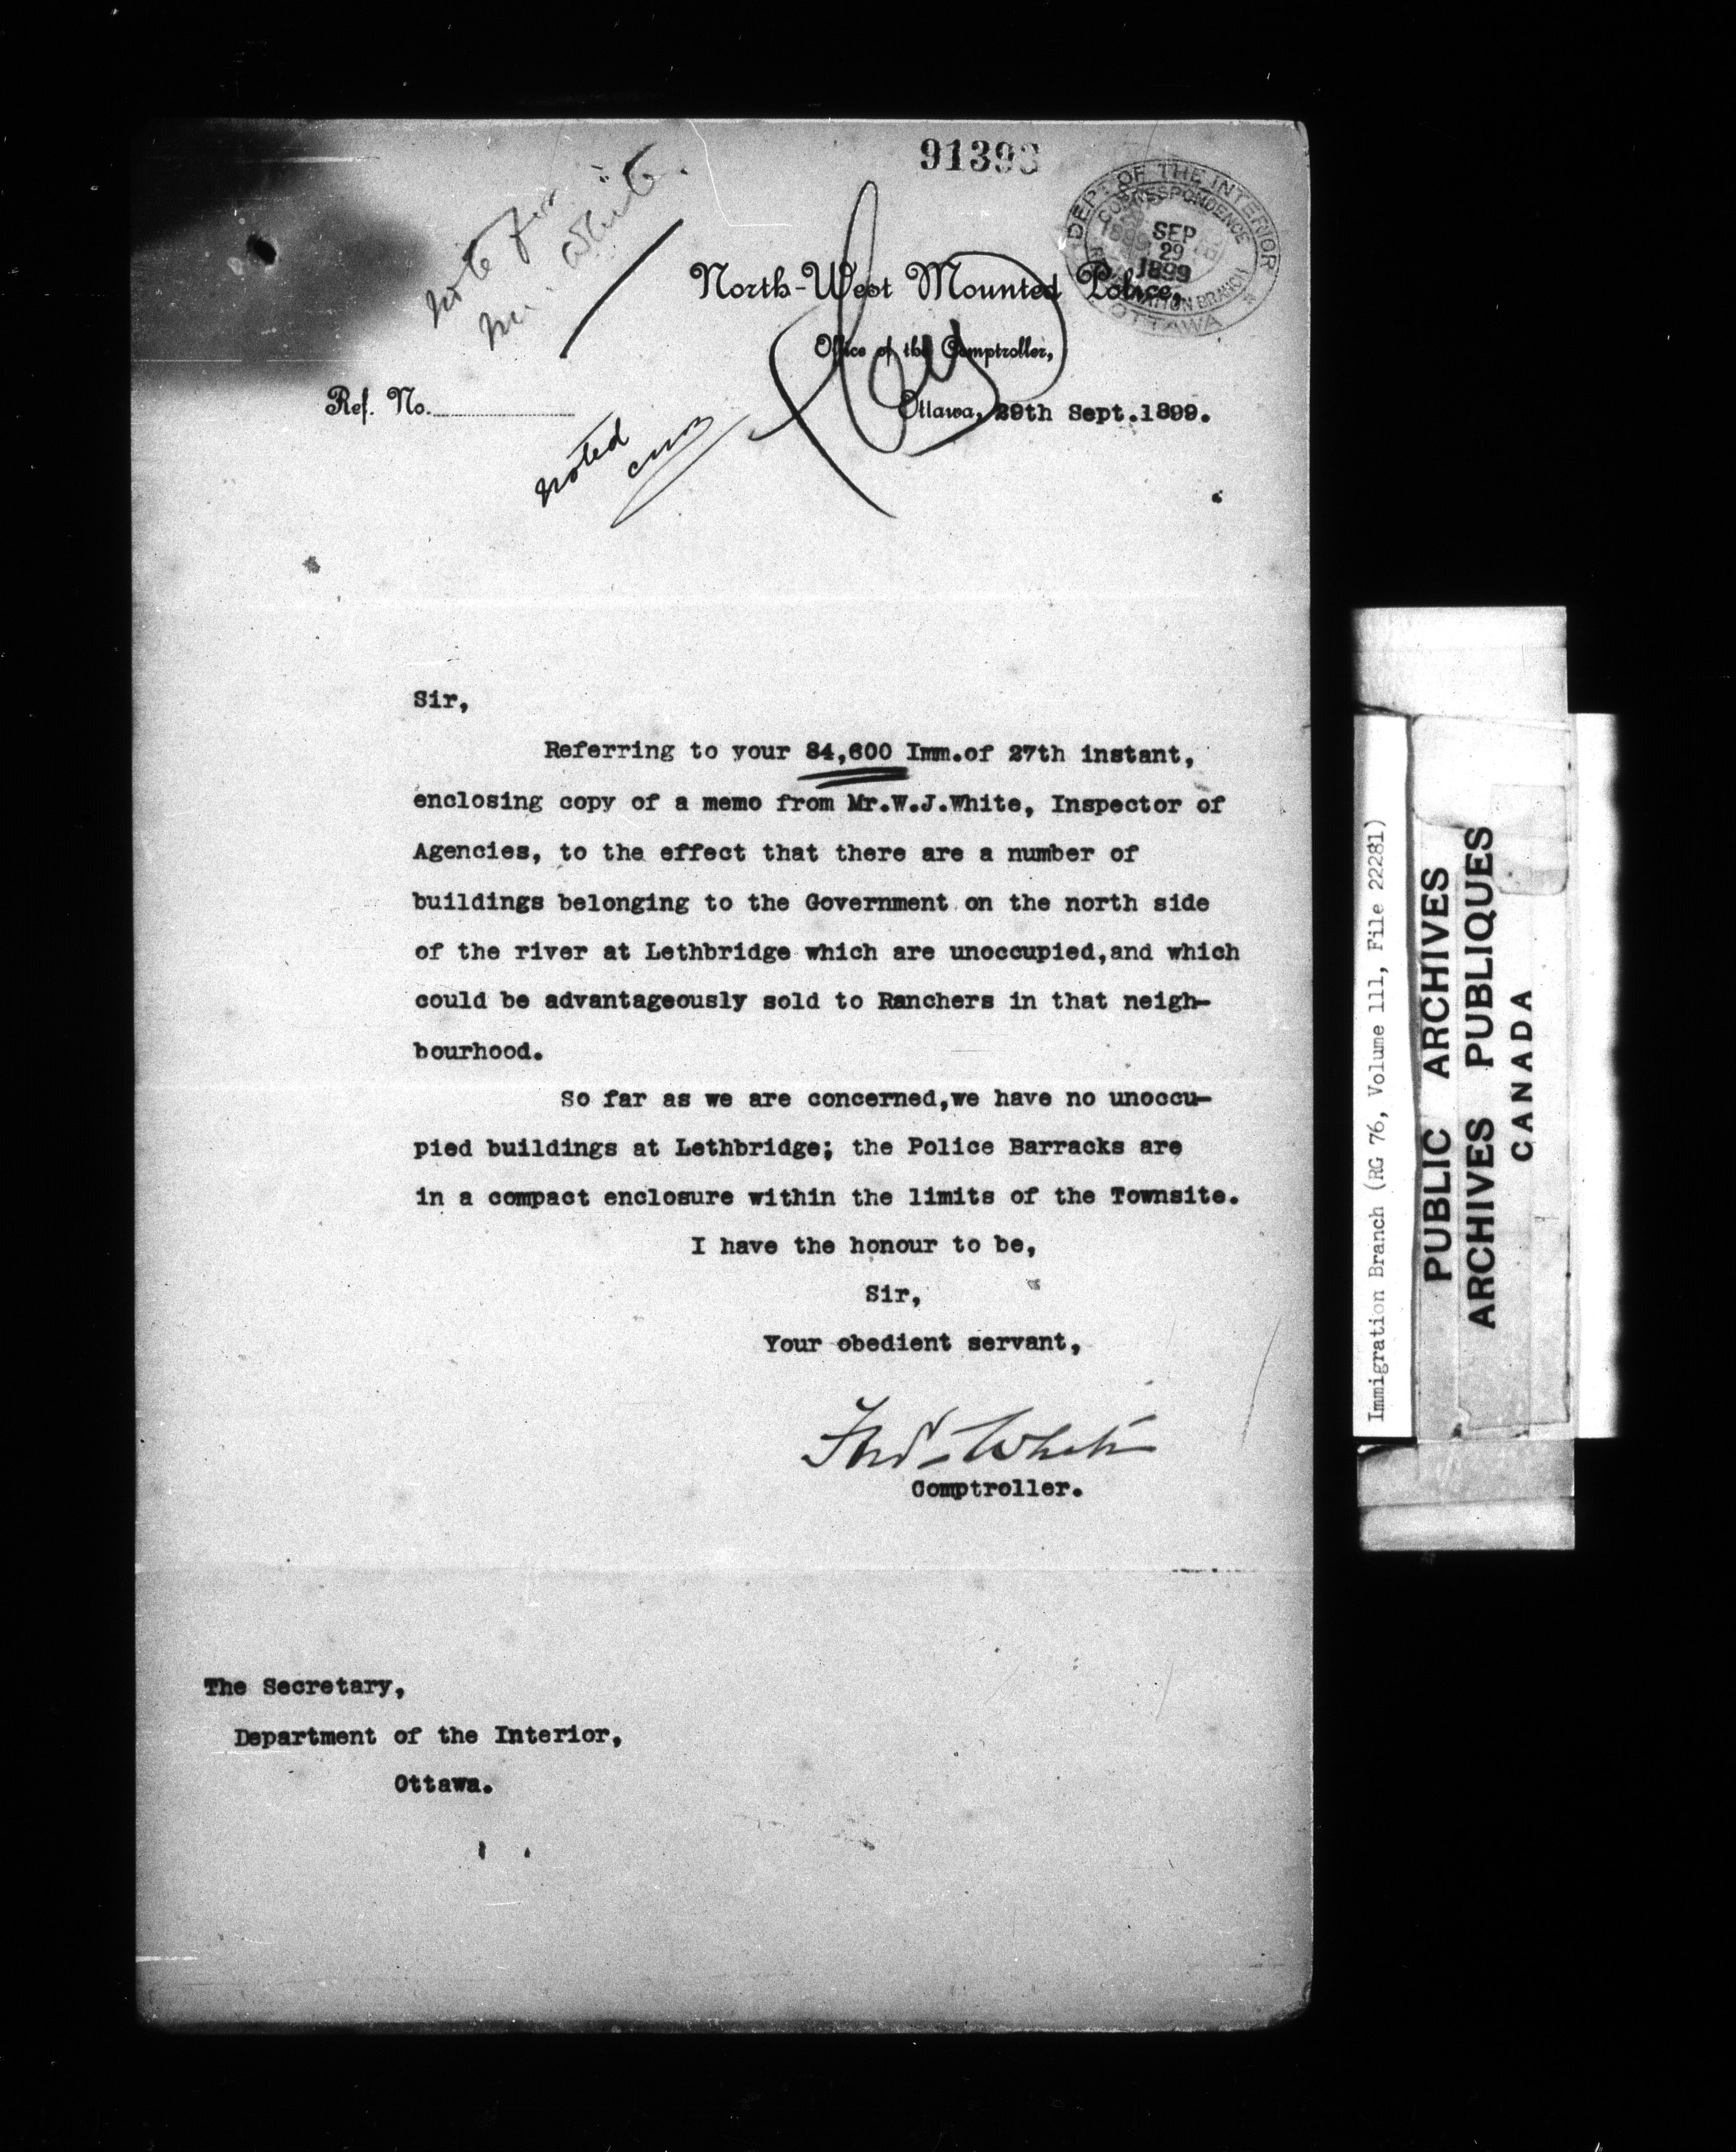 91393
DEPT OF THE INTERIOR
CORRESPONDENCE
SEP
29
1899
OTTAWA
Note for
Mr. White
North-West Mounted Police,
Office of the Comptroller,
Ref. No.
Ottawa, 29th Sept.1899.
Noted
Sir,
Referring to your 84,600 Imm.of 27th instant,
enclosing copy of a memo from Mr.W.J.White, Inspector of
Agencies, to the effect that there are a number of
buildings belonging to the Government on the north side
of the river at Lethbridge which are unoccupied,and which
could be advantageously sold to Ranchers in that neigh-
bourhood.
So far as we are concerned,we have no unoccu-
pied buildings at Lethbridge; the Police Barracks are
in a compact enclosure within the limits of the Townsite.
I have the honour to be,
Sir,
Your obedient servant,
Fred White
Comptroller.
The Secretary,
Department of the Interior,
Ottawa.
Immigration Branch (RG 76, Volume 111, File 22281)
PUBLIC ARCHIVES
ARCHIVES PUBLIQUES
CANADA